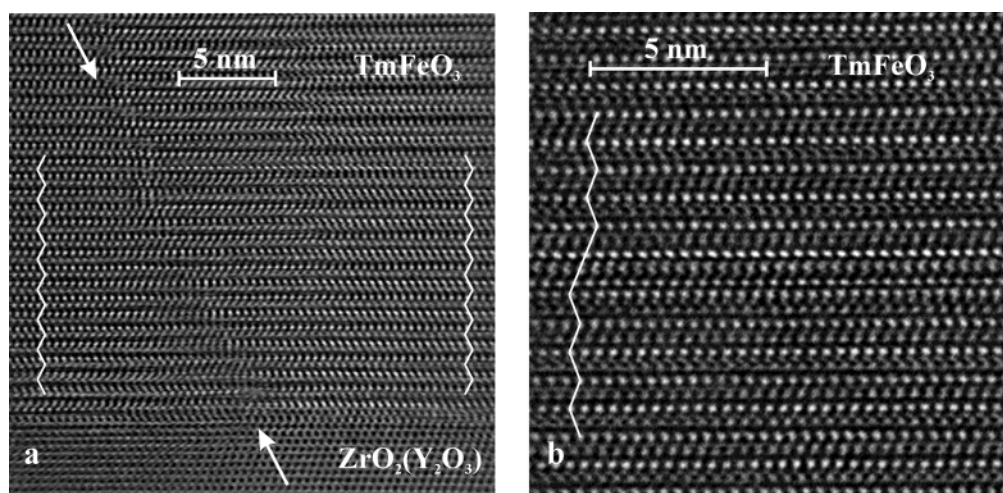 5 nm
TmFeO₃
a
ZrO₂(Y₂O₃)
5 nm
TmFeO₃
b